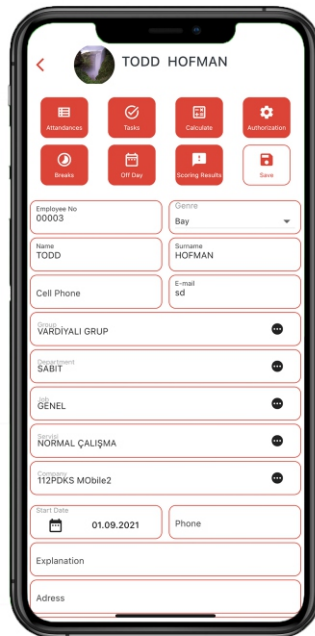 TODD HOFMAN
Attandances Tasks Calculate Authorization
Breaks Off Day Scoring Results Save
Employee No Genre
00003 Bay
Name Surname
TODD HOFMAN
Cell Phone E-mail
sd
Group
VARDİYALI GRUP
Department
SABIT
Job
GENEL
Servisi
NORMAL ÇALIŞMA
Company
112PDKS MObile2
Start Date
01.09.2021 Phone
Explanation
Adress